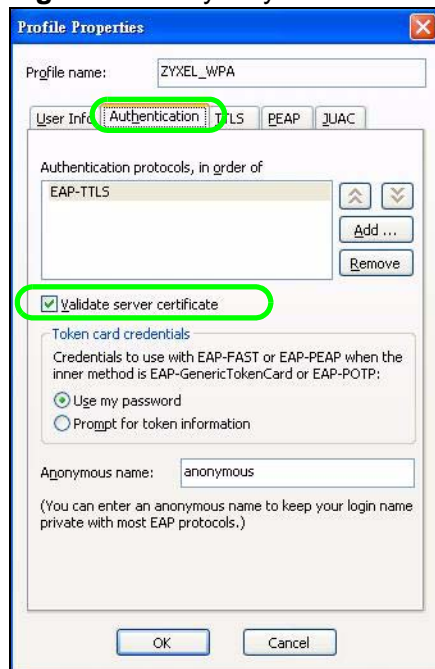 Profile Properties
Profile name: ZYXEL_WPA
User Info Authentication TTLS PEAP JUAC
Authentication protocols, in order of
EAP-TTLS
Add ...
Remove
Validate server certificate
Token card credentials
Credentials to use with EAP-FAST or EAP-PEAP when the
inner method is EAP-GenericTokenCard or EAP-POTP:
Use my password
Prompt for token information
Anonymous name: anonymous
(You can enter an anonymous name to keep your login name
private with most EAP protocols.)
OK Cancel